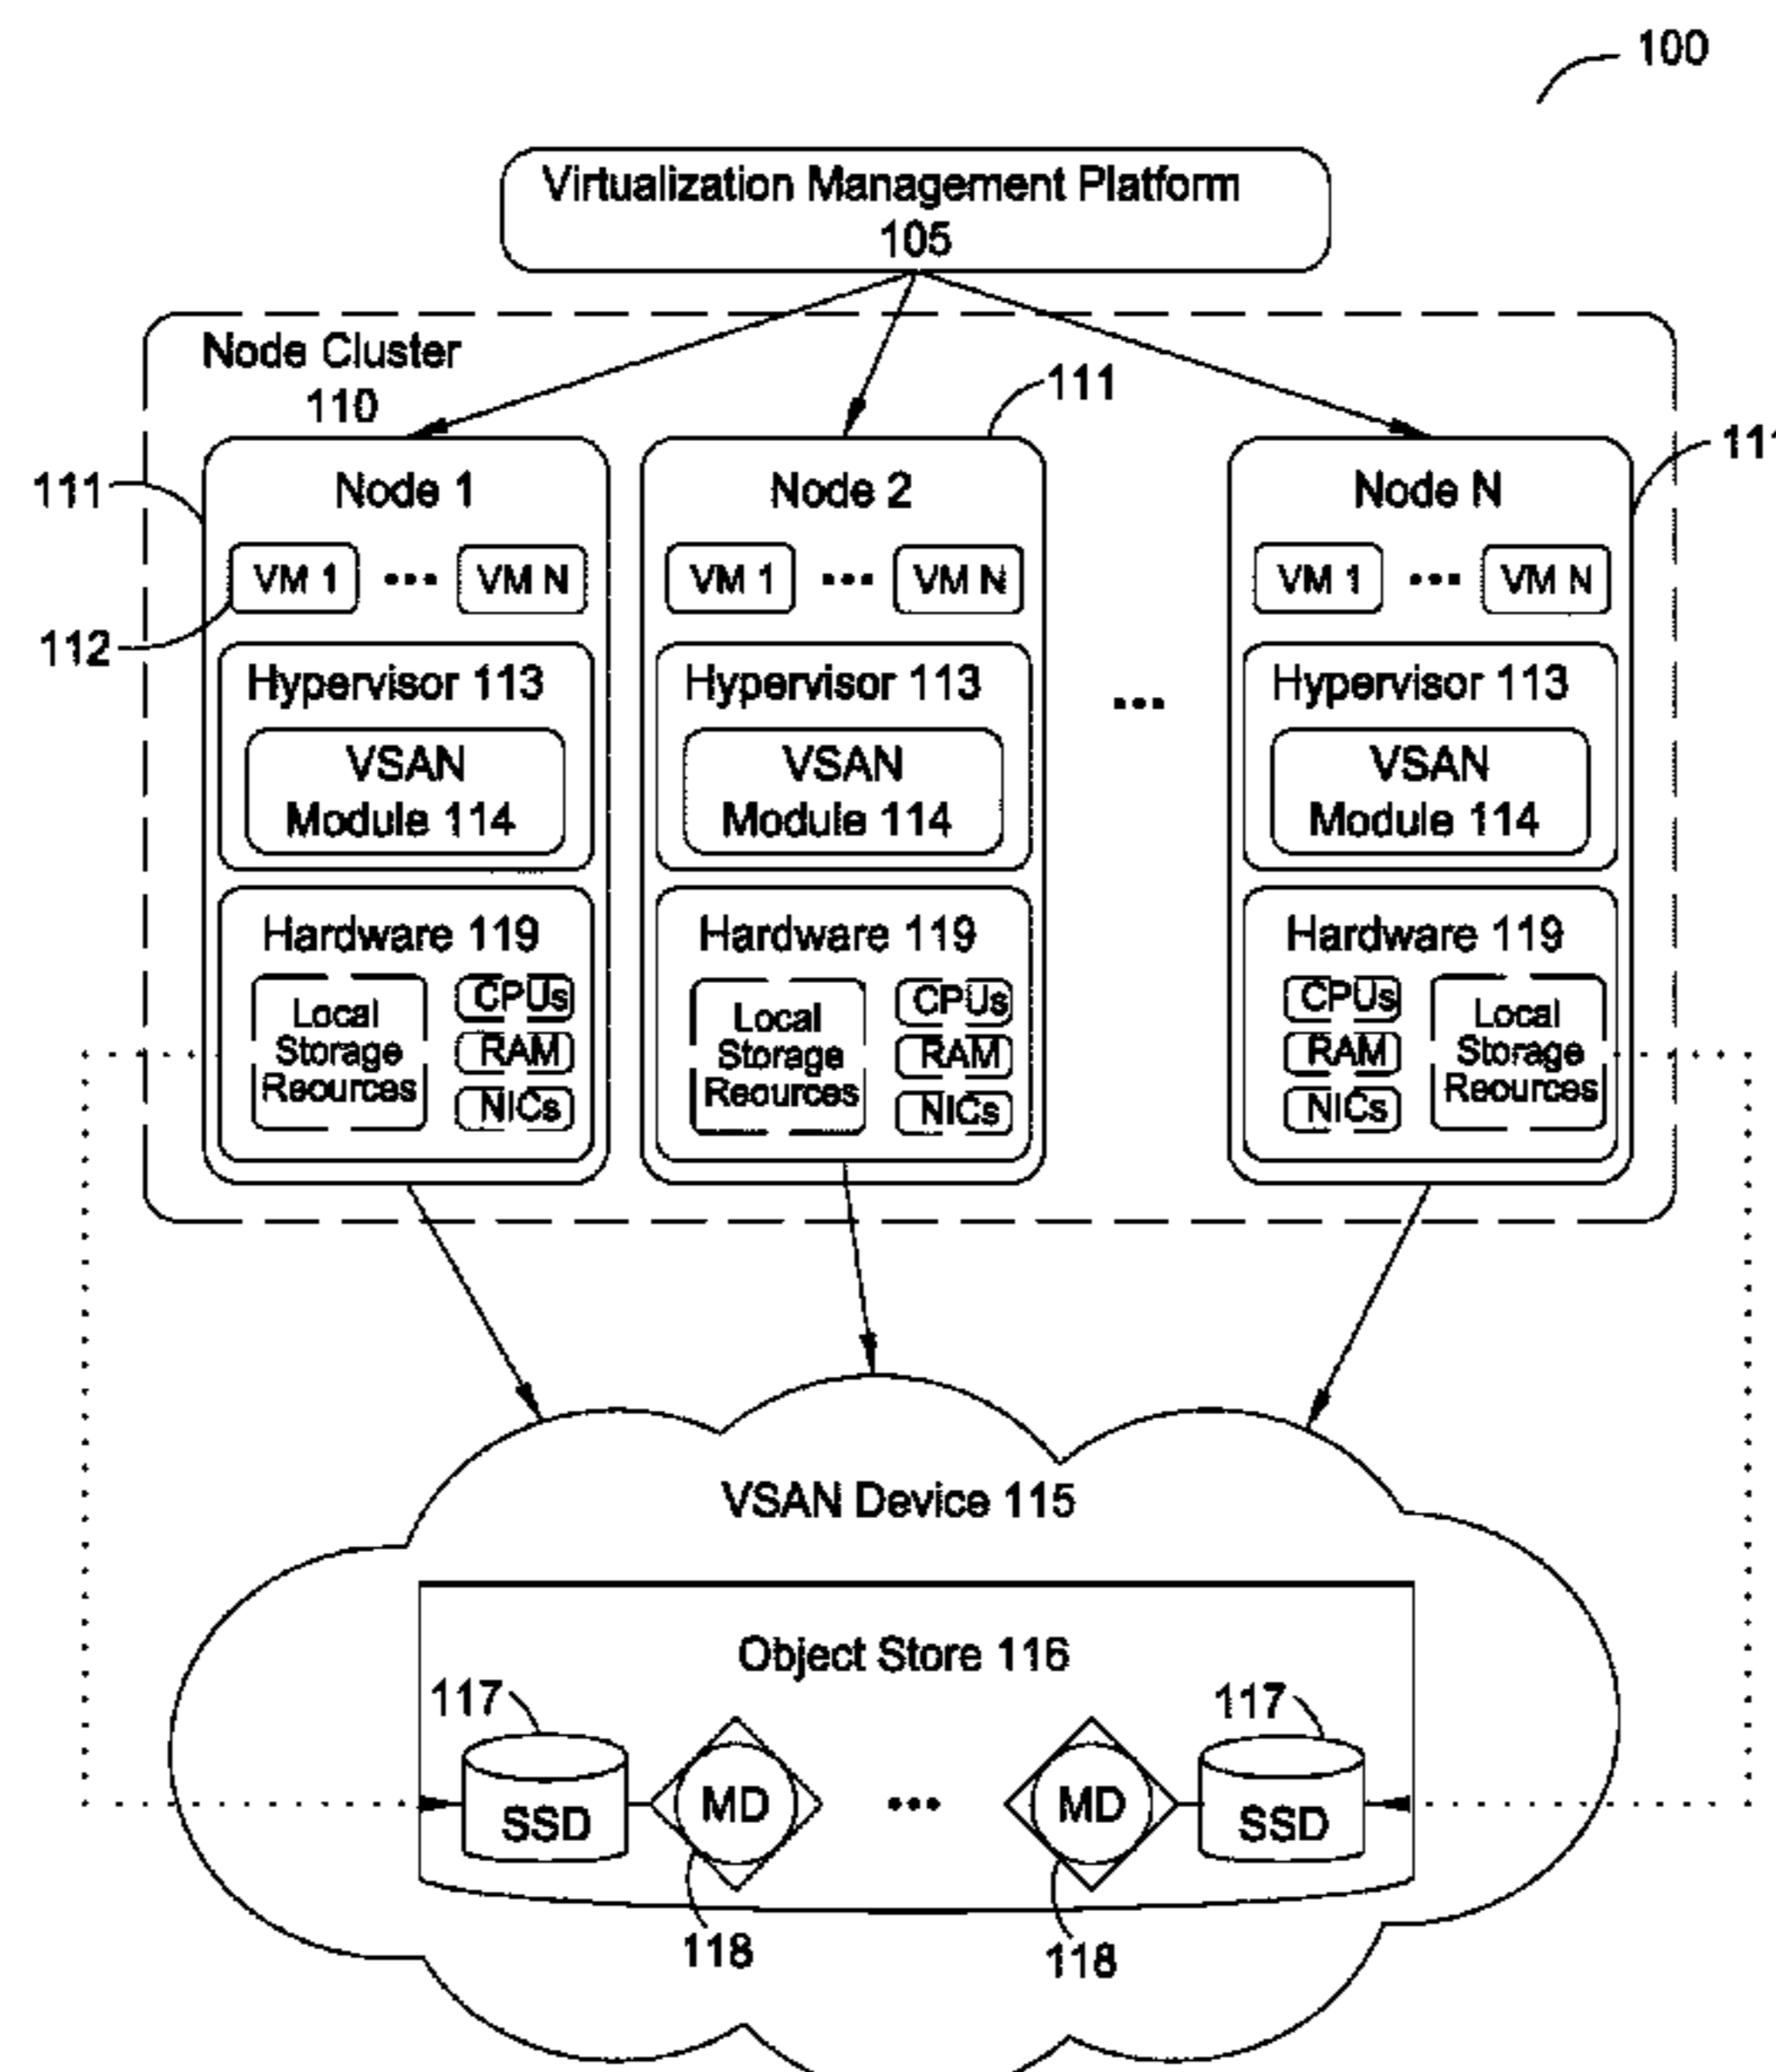 100
Virtualization Management Platform
105
Node Cluster
110
111
111
111
Node 1
VM 1 ••• VM N
112
Hypervisor 113
VSAN
Module 114
Hardware 119
Local
Storage
Reources
CPUs
RAM
NICs
Node 2
VM 1 ••• VM N
Hypervisor 113
VSAN
Module 114
Hardware 119
Local
Storage
Reources
CPUs
RAM
NICs
•••
Node N
VM 1 ••• VM N
Hypervisor 113
VSAN
Module 114
Hardware 119
CPUs
RAM
NICs
Local
Storage
Reources
VSAN Device 115
Object Store 116
117
117
SSD
MD
•••
MD
SSD
118
118